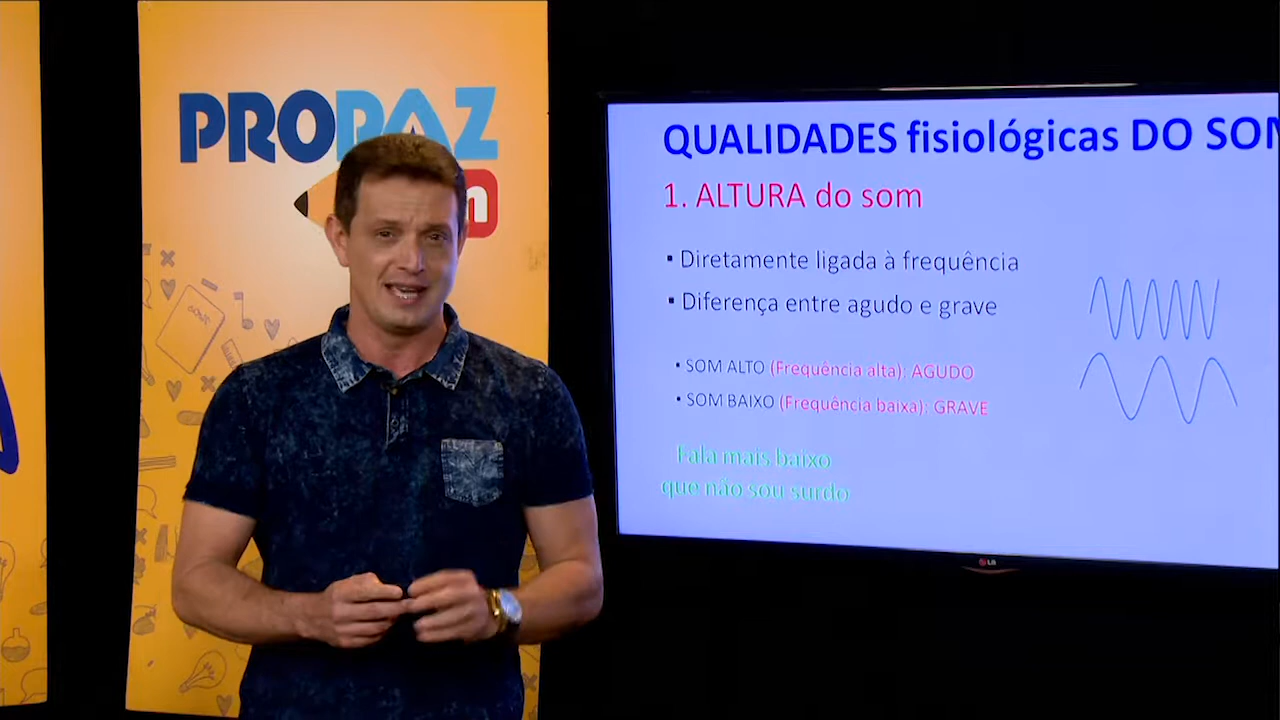 PROPAZ
QUALIDADES fisiológicas DO SOM
1. ALTURA do som
▪ Diretamente ligada à frequência
▪ Diferença entre agudo e grave
• SOM ALTO (Frequência alta): AGUDO
• SOM BAIXO (Frequência baixa): GRAVE
Fala mais baixo
que não sou surdo
LG